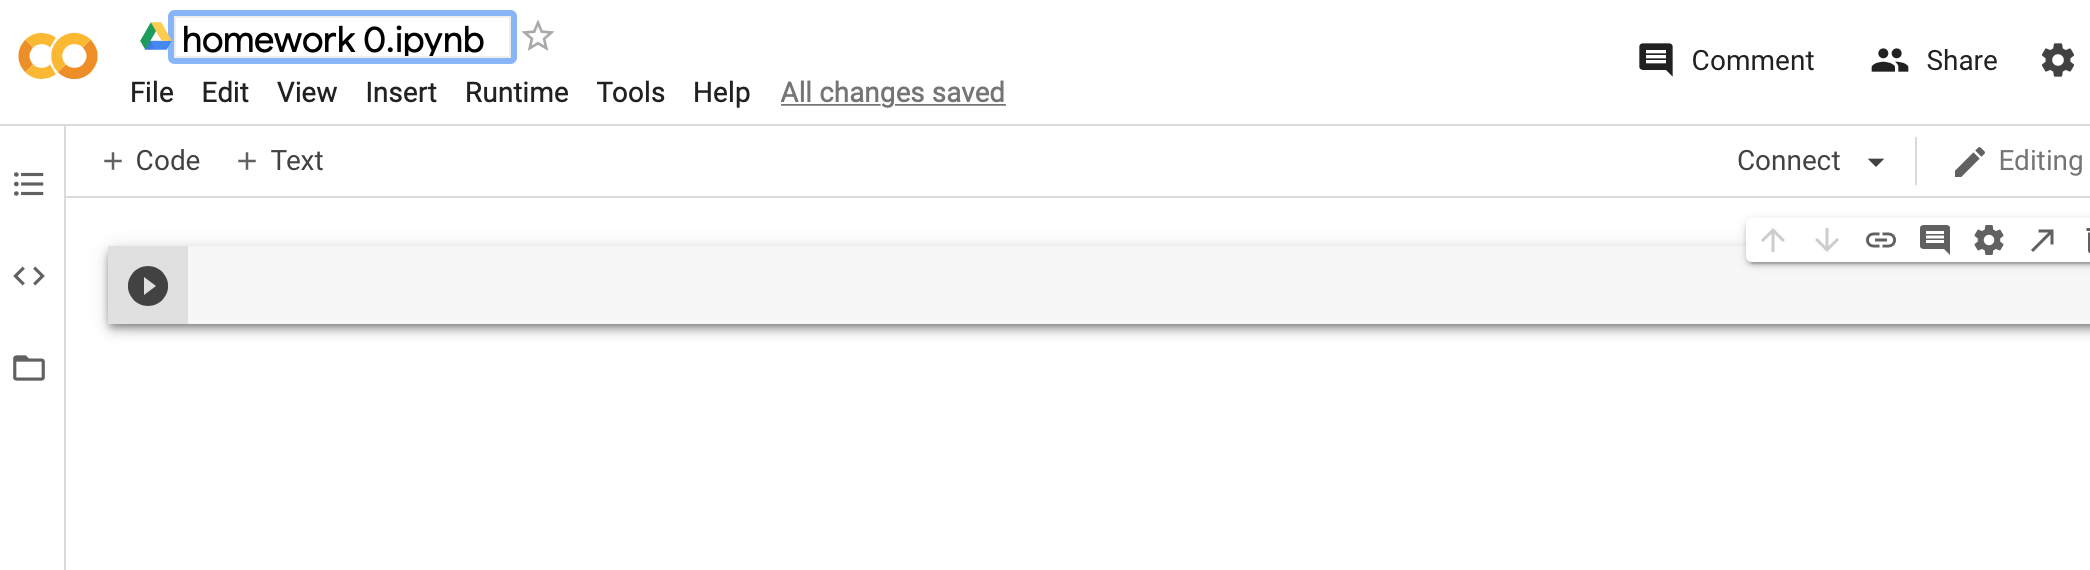 homework 0.ipynb
Comment Share
File Edit View Insert Runtime Tools Help All changes saved
+ Code + Text Connect Editing